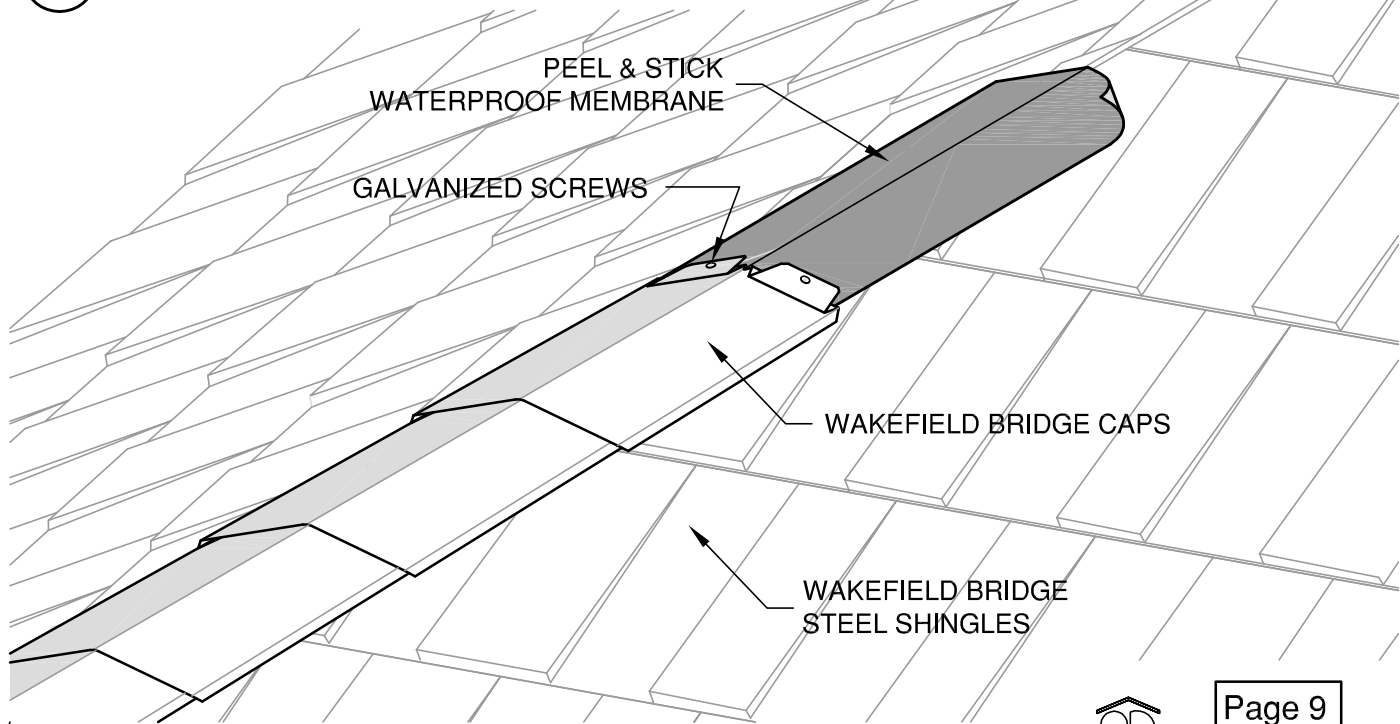 PEEL & STICK
WATERPROOF MEMBRANE
GALVANIZED SCREWS
WAKEFIELD BRIDGE CAPS
WAKEFIELD BRIDGE
STEEL SHINGLES
Page 9